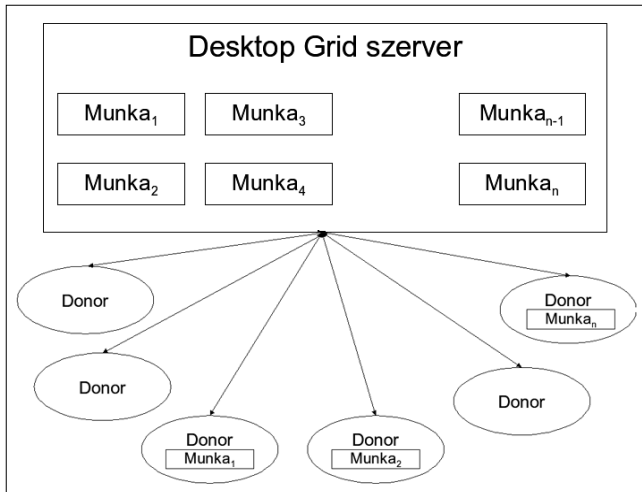 Desktop Grid szerver
Munka₁ Munka₃ Munkaₙ₋₁
Munka₂ Munka₄ Munkaₙ
Donor
Donor
Munkaₙ
Donor
Donor
Donor
Munka₁
Donor
Munka₂